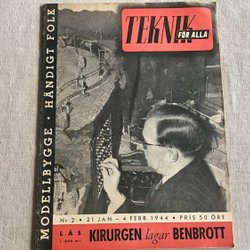 TEKNIK
FÖR ALLA
MODELLBYGGE • HÄNDIGT FOLK
Nr 2 • 21 JAN. – 4 FEBR. 1944 • PRIS 50 ÖRE
LÄS
KIRURGEN lagar BENBROTT